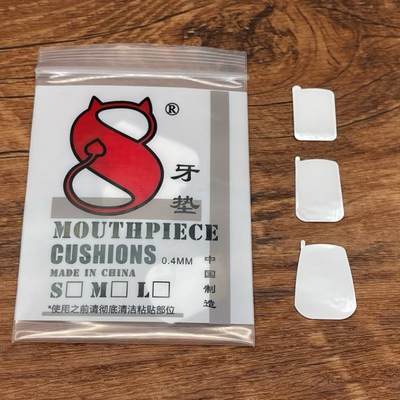 ®
牙垫
MOUTHPIECE
CUSHIONS 0.4MM
MADE IN CHINA
S□ M□ L□
中国制造
*使用之前请彻底清洁粘贴部位